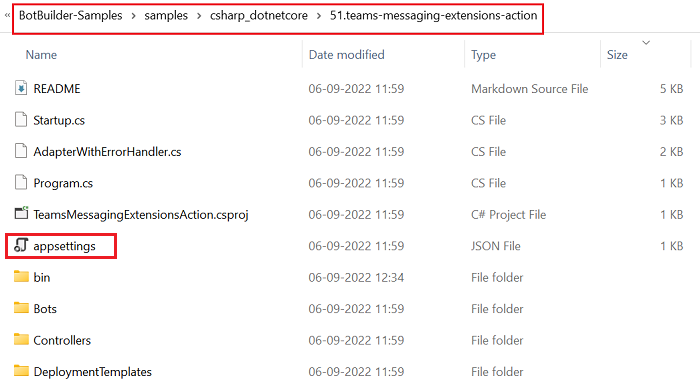 « BotBuilder-Samples > samples > csharp_dotnetcore > 51.teams-messaging-extensions-action
Name Date modified Type Size
README 06-09-2022 11:59 Markdown Source File 5 KB
Startup.cs 06-09-2022 11:59 CS File 3 KB
AdapterWithErrorHandler.cs 06-09-2022 11:59 CS File 2 KB
Program.cs 06-09-2022 11:59 CS File 1 KB
TeamsMessagingExtensionsAction.csproj 06-09-2022 11:59 C# Project File 1 KB
appsettings 06-09-2022 11:59 JSON File 1 KB
bin 06-09-2022 12:34 File folder
Bots 06-09-2022 11:59 File folder
Controllers 06-09-2022 11:59 File folder
DeploymentTemplates 06-09-2022 11:59 File folder